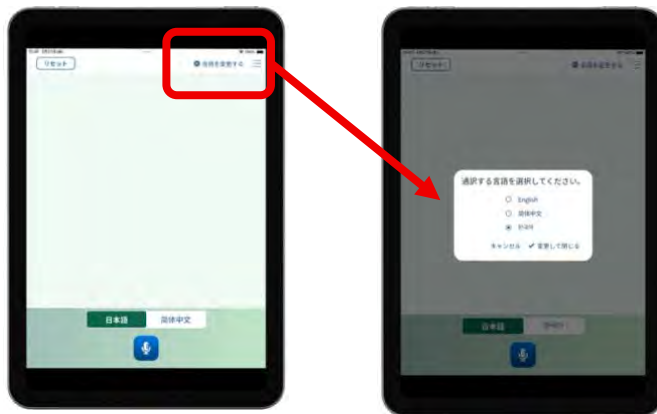 リセット
言語を変更する
日本語
简体中文
リセット
言語を変更する
通訳する言語を選択してください。
English
简体中文
한국어
キャンセル ✔ 変更して閉じる
日本語
한국어